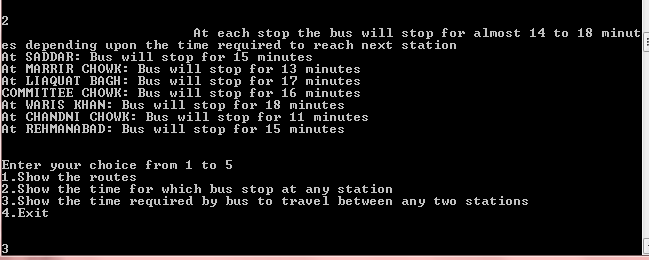 2
At each stop the bus will stop for almost 14 to 18 minut
es depending upon the time required to reach next station
At SADDAR: Bus will stop for 15 minutes
At MARRIR CHOWK: Bus will stop for 13 minutes
At LIAQUAT BAGH: Bus will stop for 17 minutes
COMMITTEE CHOWK: Bus will stop for 16 minutes
At WARIS KHAN: Bus will stop for 18 minutes
At CHANDNI CHOWK: Bus will stop for 11 minutes
At REHMANABAD: Bus will stop for 15 minutes
Enter your choice from 1 to 5
1.Show the routes
2.Show the time for which bus stop at any station
3.Show the time required by bus to travel between any two stations
4.Exit
3